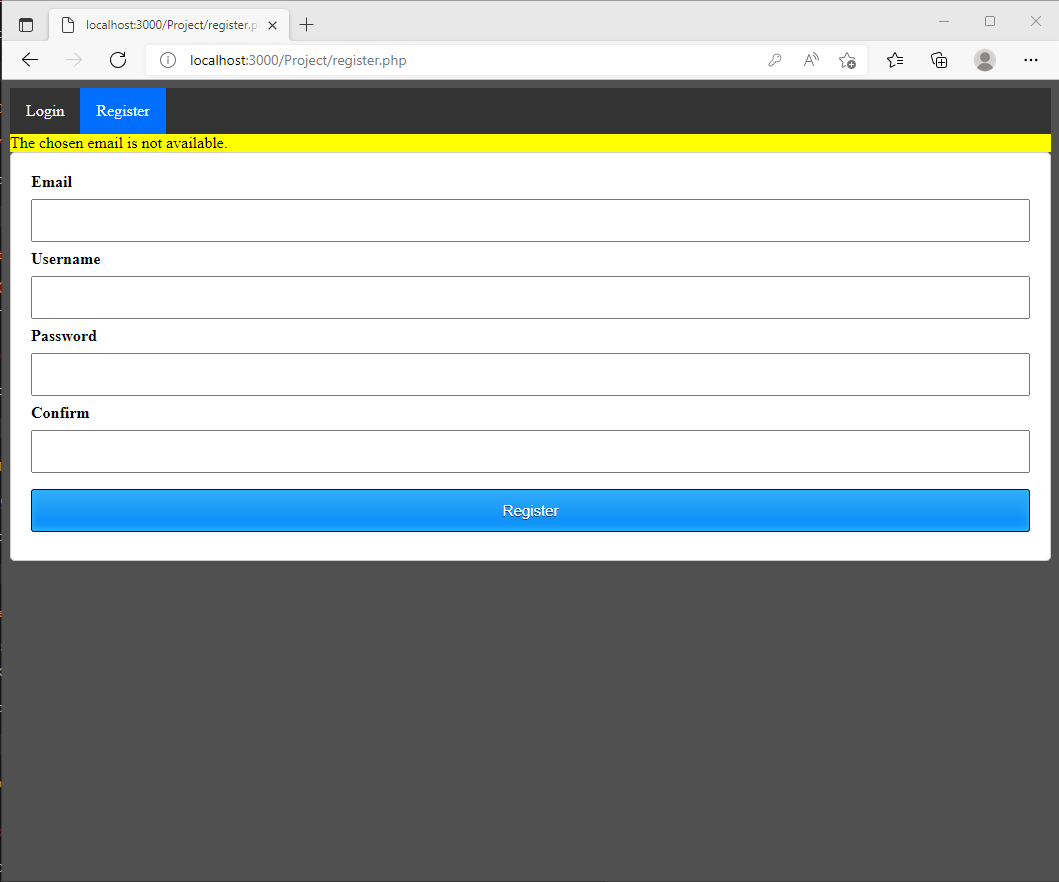 localhost:3000/Project/register.p
localhost:3000/Project/register.php
Login Register
The chosen email is not available.
Email
Username
Password
Confirm
Register